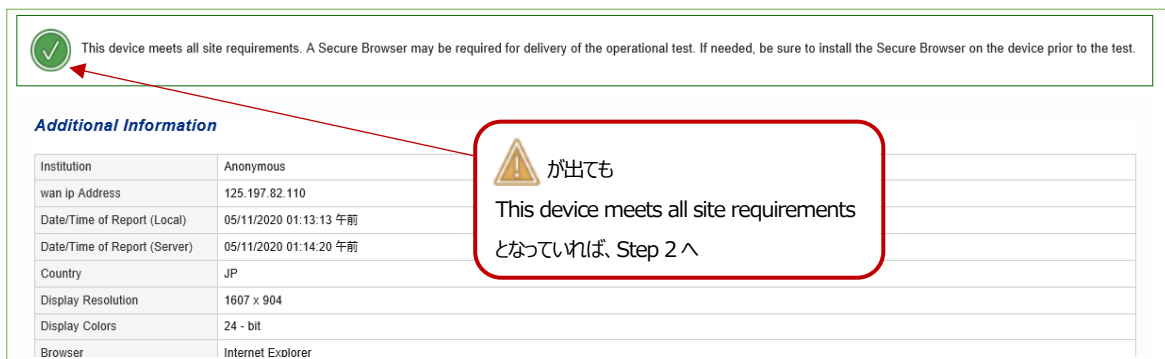 This device meets all site requirements. A Secure Browser may be required for delivery of the operational test. If needed, be sure to install the Secure Browser on the device prior to the test.
Additional Information
Institution Anonymous
wan ip Address 125.197.82.110
Date/Time of Report (Local) 05/11/2020 01:13:13 午前
Date/Time of Report (Server) 05/11/2020 01:14:20 午前
Country JP
Display Resolution 1607 x 904
Display Colors 24 - bit
Browser Internet Explorer
が出ても
This device meets all site requirements
となっていれば、Step 2 へ